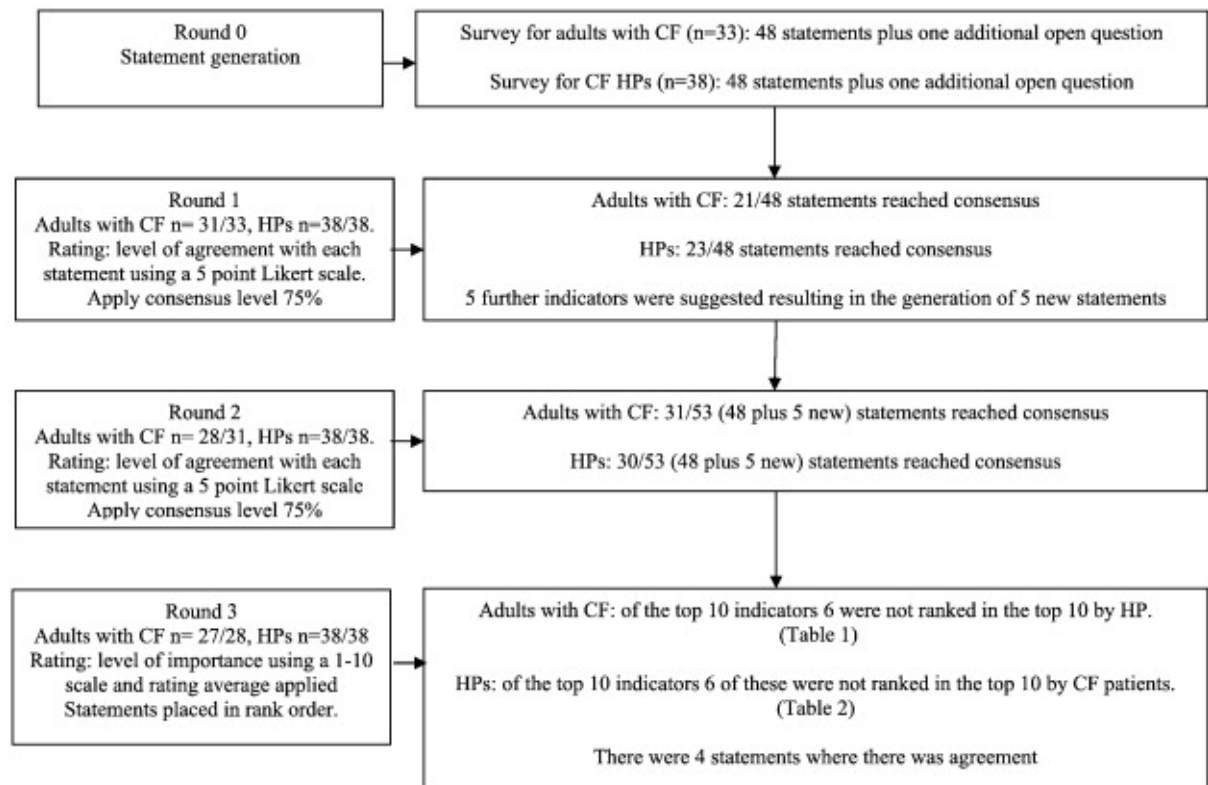 Round 0
Statement generation
Survey for adults with CF (n=33): 48 statements plus one additional open question
Survey for CF HPs (n=38): 48 statements plus one additional open question
Round 1
Adults with CF n= 31/33, HPs n=38/38.
Rating: level of agreement with each
statement using a 5 point Likert scale.
Apply consensus level 75%
Adults with CF: 21/48 statements reached consensus
HPs: 23/48 statements reached consensus
5 further indicators were suggested resulting in the generation of 5 new statements
Round 2
Adults with CF n= 28/31, HPs n=38/38.
Rating: level of agreement with each
statement using a 5 point Likert scale
Apply consensus level 75%
Adults with CF: 31/53 (48 plus 5 new) statements reached consensus
HPs: 30/53 (48 plus 5 new) statements reached consensus
Round 3
Adults with CF n= 27/28, HPs n=38/38
Rating: level of importance using a 1-10
scale and rating average applied
Statements placed in rank order.
Adults with CF: of the top 10 indicators 6 were not ranked in the top 10 by HP.
(Table 1)
HPs: of the top 10 indicators 6 of these were not ranked in the top 10 by CF patients.
(Table 2)
There were 4 statements where there was agreement